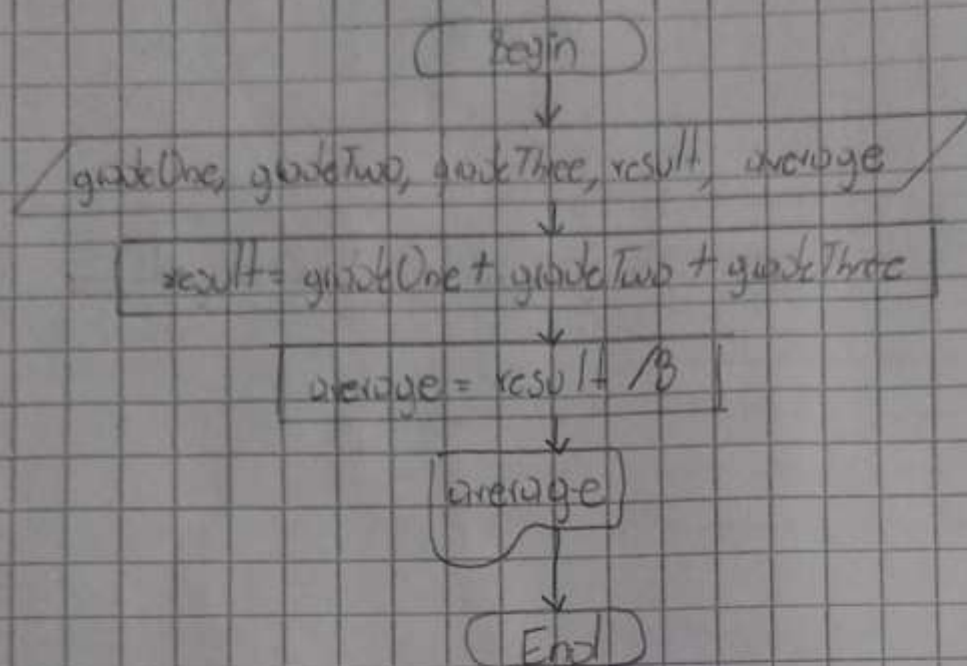 Begin
gradeOne, gradeTwo, gradeThree, result, average
result = gradeOne + gradeTwo + gradeThree
average = result /3
average
End